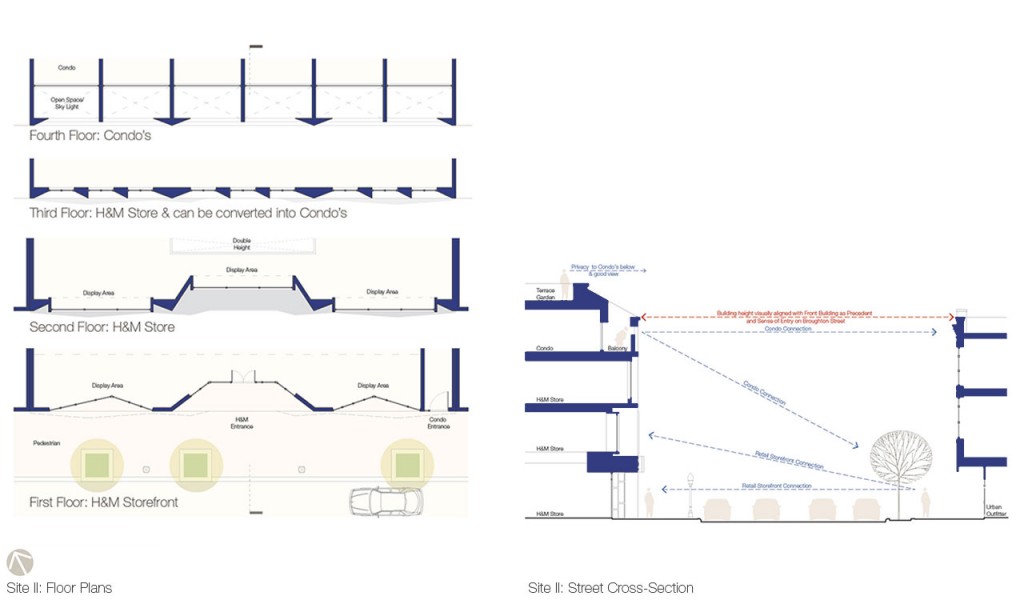 Condo
Open Space/
Sky Light
Fourth Floor: Condo's
Third Floor: H&M Store & can be converted into Condo's
Double
Height
Display Area
Display Area
Display Area
Second Floor: H&M Store
Display Area
Display Area
H&M
Entrance
Condo
Entrance
Pedestrian
First Floor: H&M Storefront
Site II: Floor Plans
Privacy to Condo's below
& good view
Terrace
Garden
Building height visually aligned with Front Building as Precedent
and Sense of Entry on Broughton Street
Condo Connection
Condo
Balcony
Condo Connection
H&M Store
H&M Store
Retail Storefront Connection
Retail Storefront Connection
H&M Store
Urban
Outfitter
Site II: Street Cross-Section